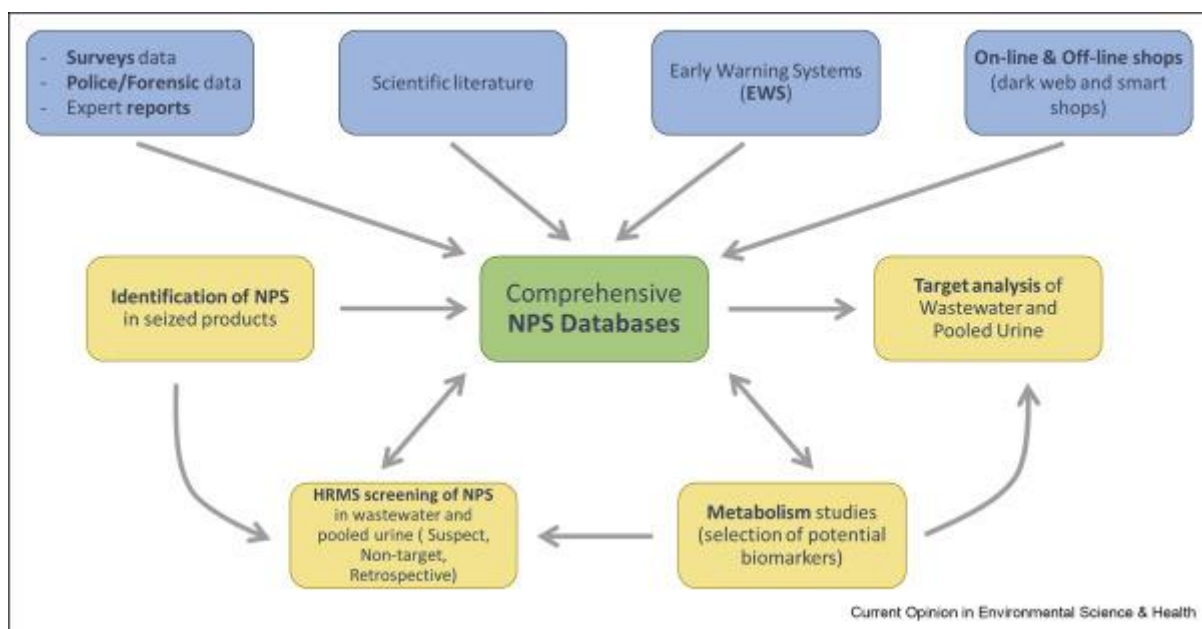 - Surveys data
- Police/Forensic data
- Expert reports
Scientific literature
Early Warning Systems
(EWS)
On-line & Off-line shops
(dark web and smart
shops)
Identification of NPS
in seized products
Comprehensive
NPS Databases
Target analysis of
Wastewater and
Pooled Urine
HRMS screening of NPS
in wastewater and
pooled urine ( Suspect,
Non-target,
Retrospective)
Metabolism studies
(selection of potential
biomarkers)
Current Opinion in Environmental Science & Health